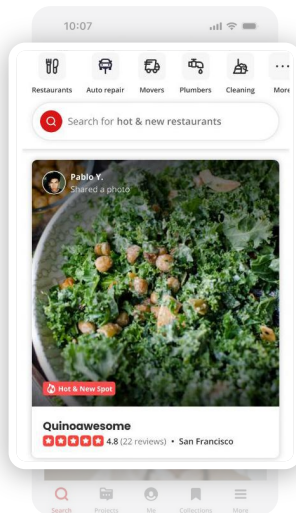 10:07
Restaurants Auto repair Movers Plumbers Cleaning More
Search for hot & new restaurants
Pablo Y.
Shared a photo
Hot & New Spot
Quinoawesome
4.8 (22 reviews) • San Francisco
Search Projects Me Collections More